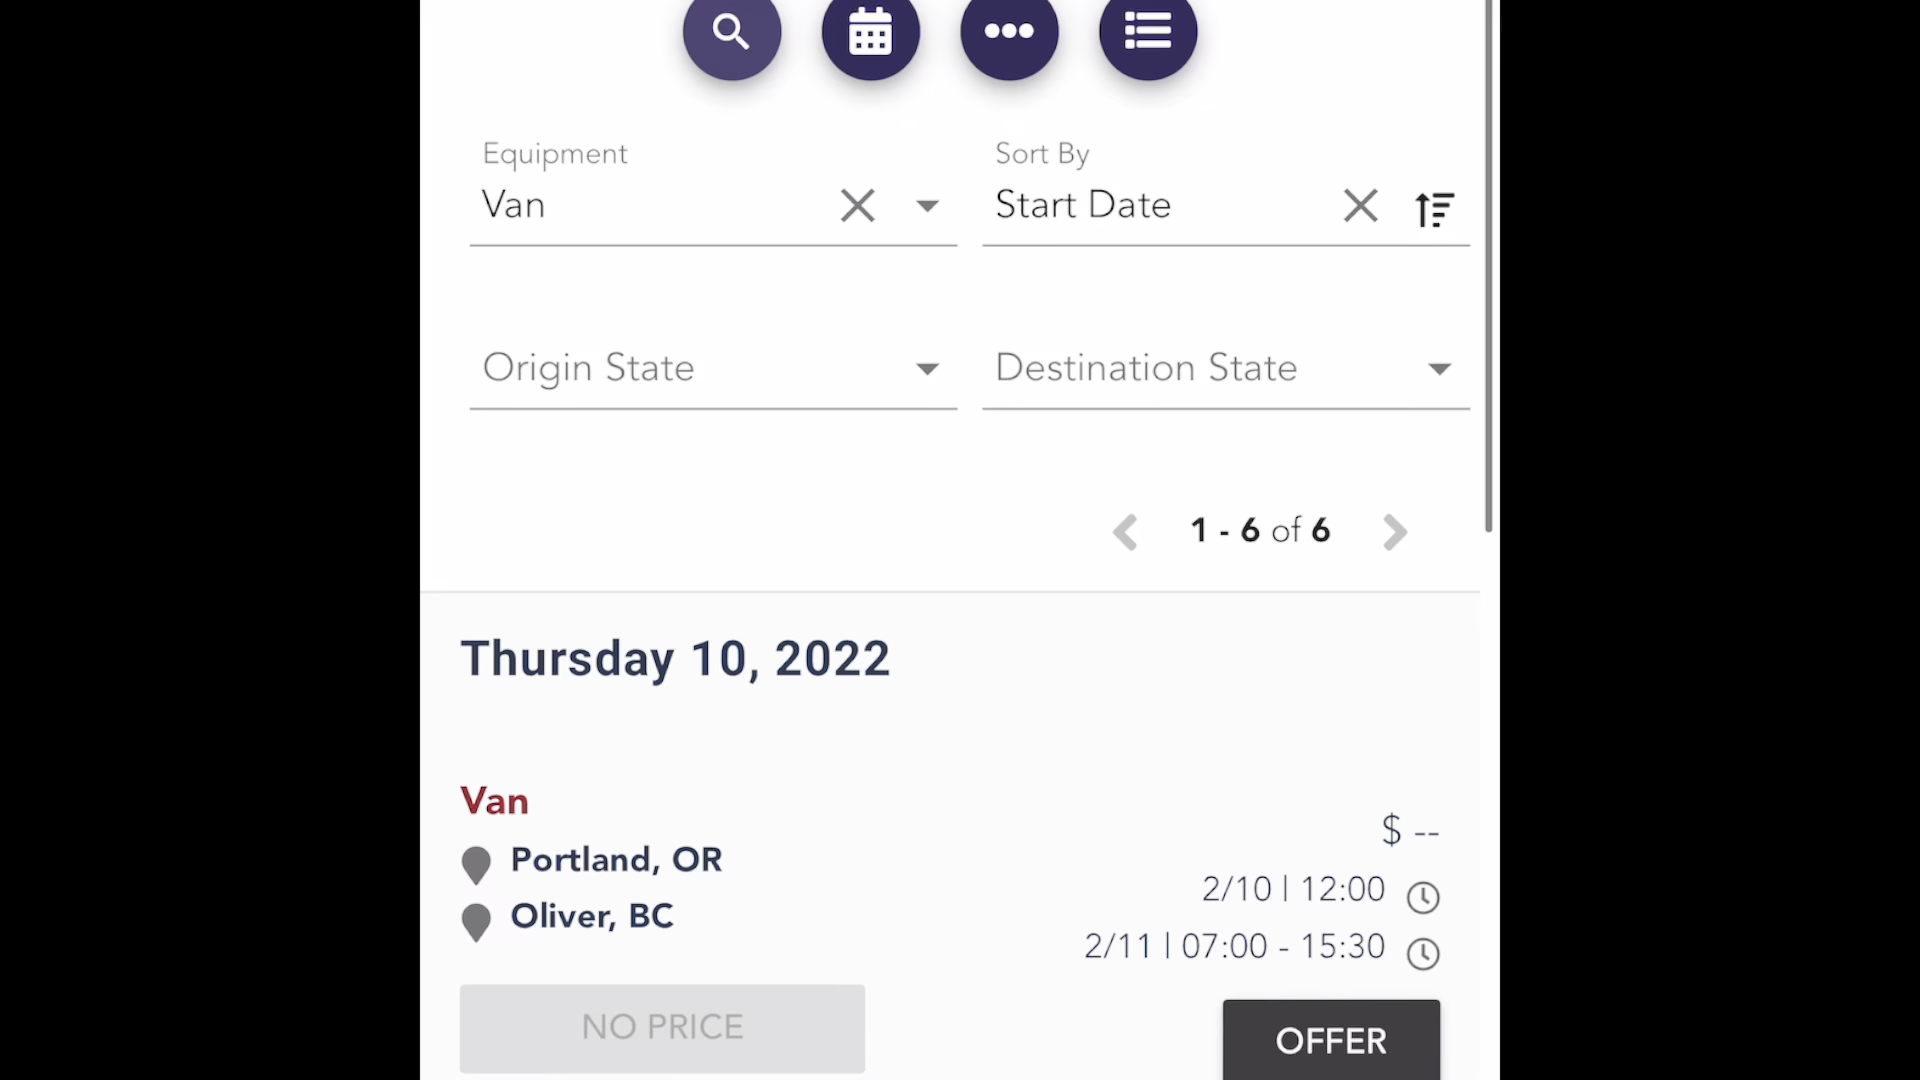 Equipment
Sort By
Van
Start Date
Origin State
Destination State
1 - 6 of 6
Thursday 10, 2022
Van
$ --
Portland, OR
2/10 | 12:00
Oliver, BC
2/11 | 07:00 - 15:30
NO PRICE
OFFER